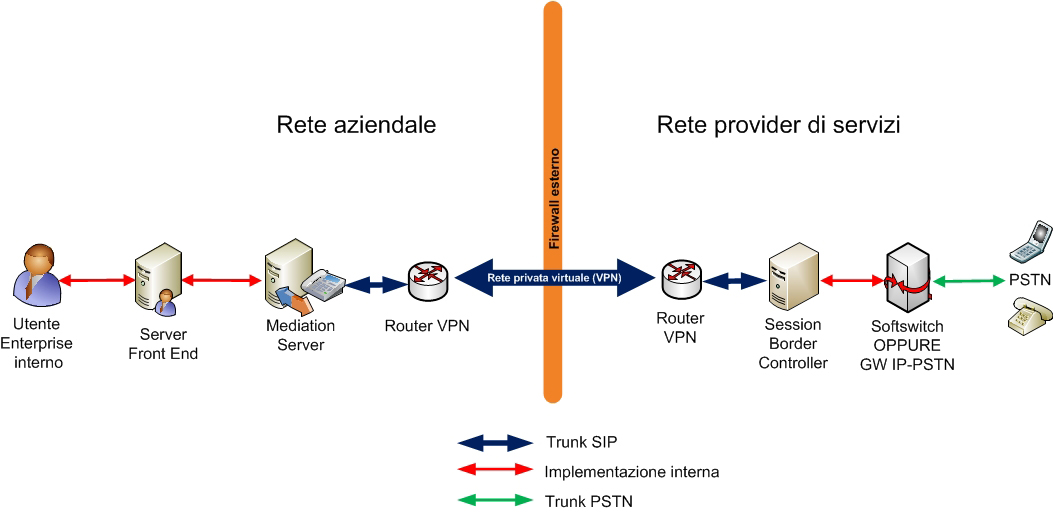 Rete aziendale
Rete provider di servizi
Firewall esterno
Rete privata virtuale (VPN)
Utente
Enterprise
interno
Server
Front End
Mediation
Server
Router VPN
Router
VPN
Session
Border
Controller
Softswitch
OPPURE
GW IP-PSTN
PSTN
Trunk SIP
Implementazione interna
Trunk PSTN